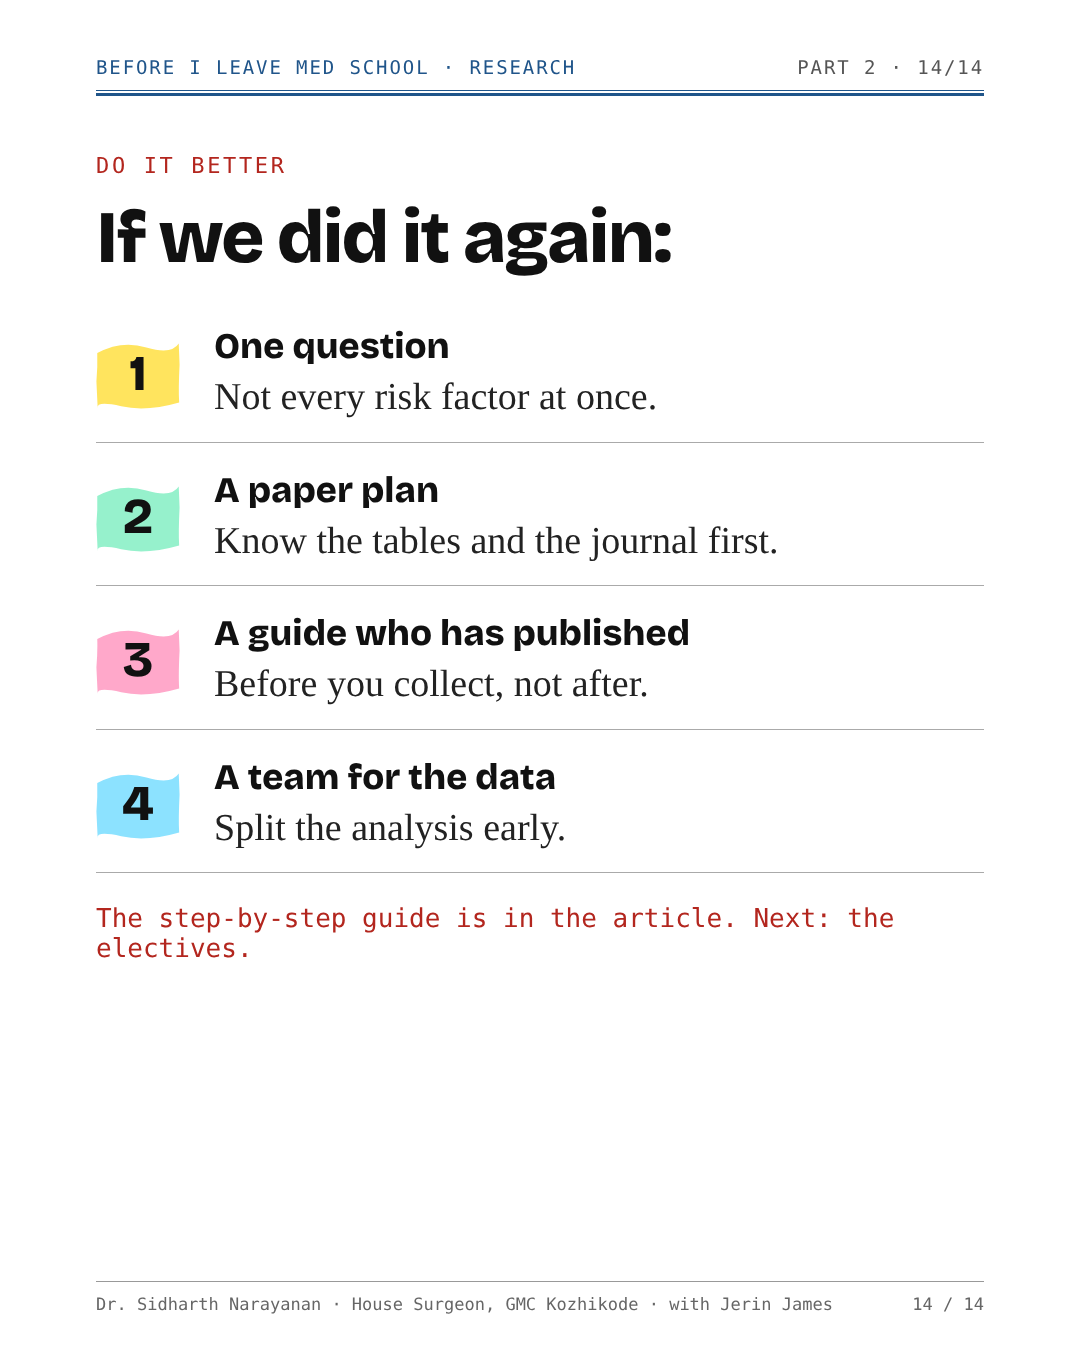 BEFORE I LEAVE MED SCHOOL · RESEARCH
PART 2 · 14/14
DO IT BETTER
If we did it again:
1
One question
Not every risk factor at once.
2
A paper plan
Know the tables and the journal first.
3
A guide who has published
Before you collect, not after.
4
A team for the data
Split the analysis early.
The step-by-step guide is in the article. Next: the
electives.
Dr. Sidharth Narayanan · House Surgeon, GMC Kozhikode · with Jerin James
14 / 14